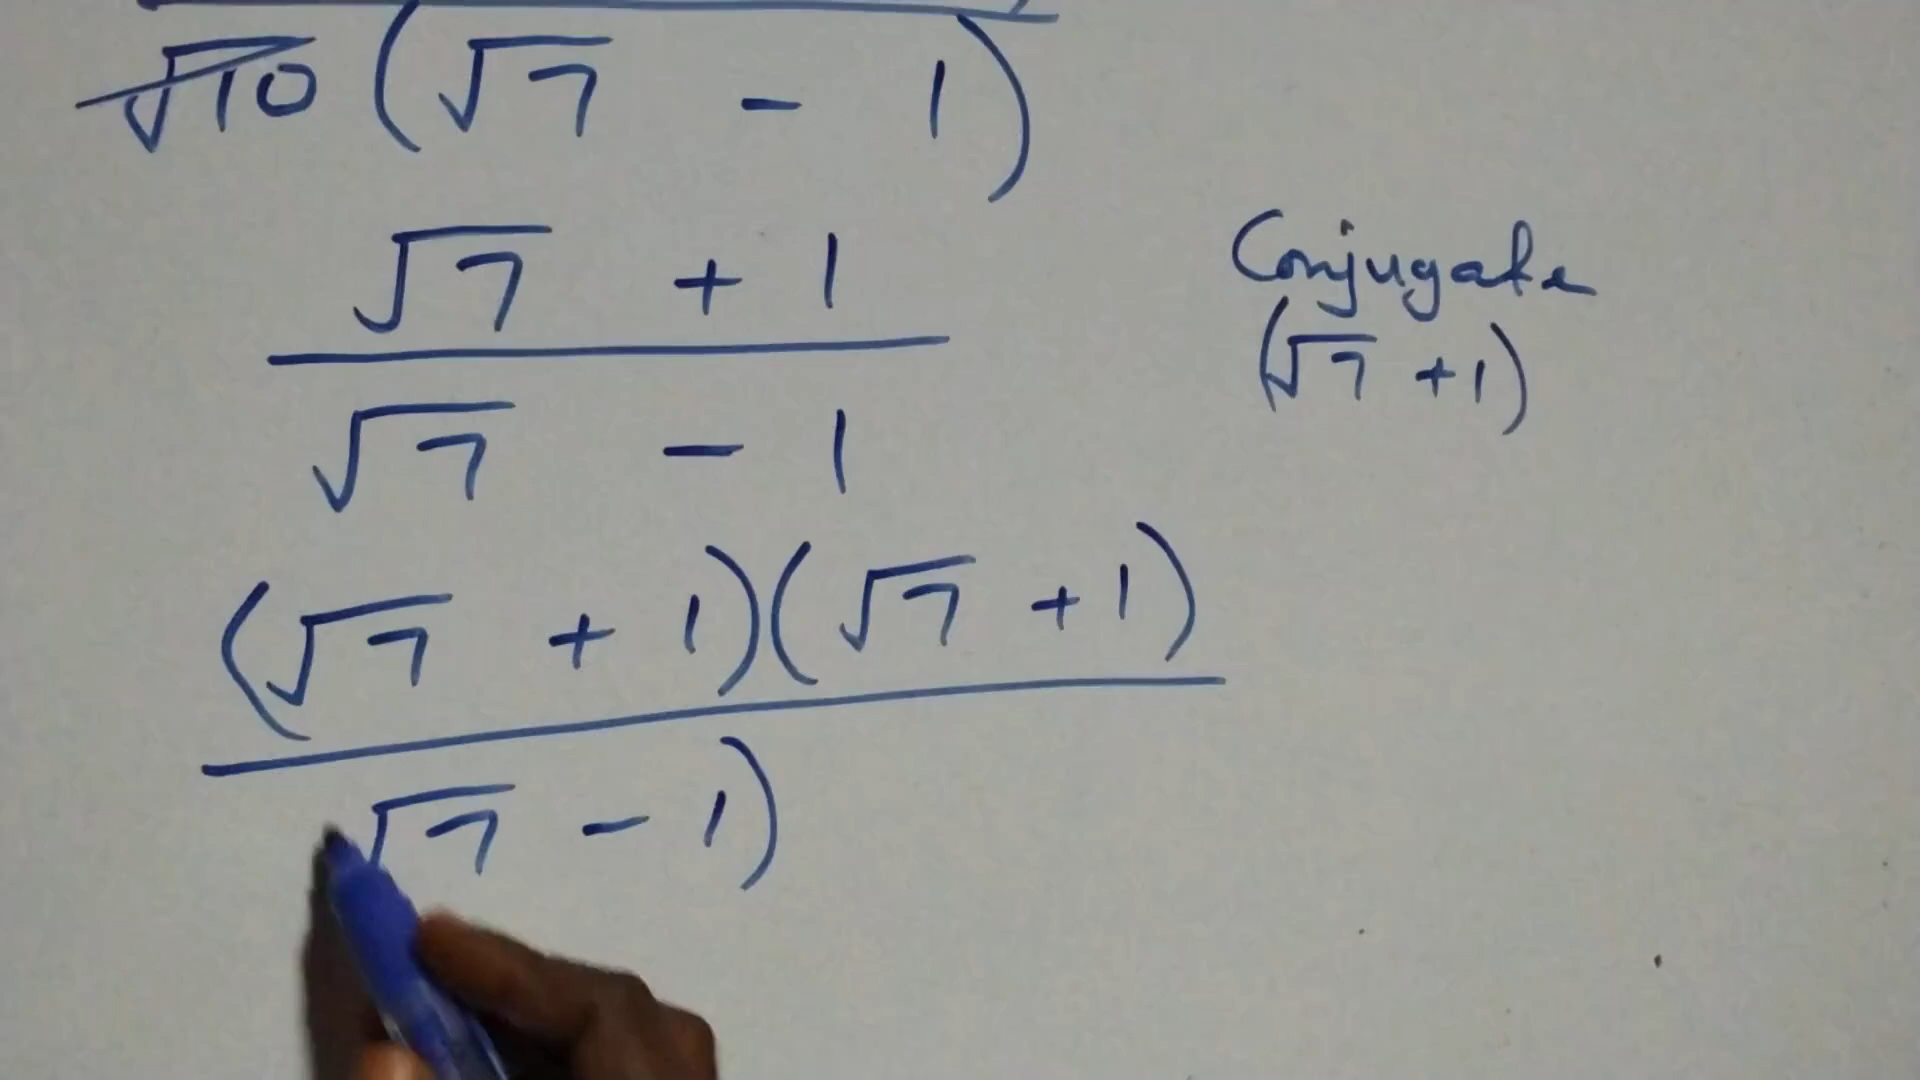 √10 (√7 - 1)
√7 + 1
√7 - 1
Conjugate
(√7 + 1)
(√7 + 1)(√7 + 1)
√7 - 1)